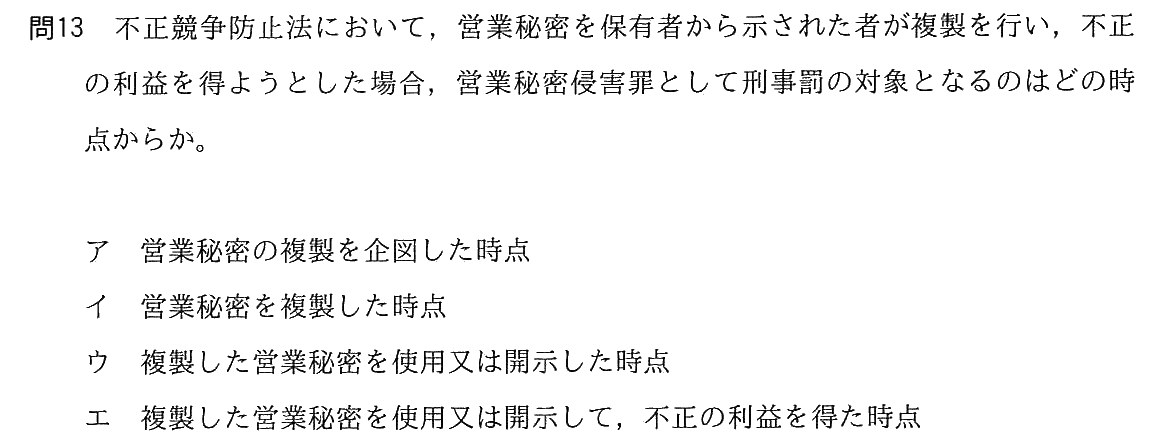 問13 不正競争防止法において，営業秘密を保有者から示された者が複製を行い，不正
の利益を得ようとした場合，営業秘密侵害罪として刑事罰の対象となるのはどの時
点からか。
ア 営業秘密の複製を企図した時点
イ 営業秘密を複製した時点
ウ 複製した営業秘密を使用又は開示した時点
エ 複製した営業秘密を使用又は開示して，不正の利益を得た時点